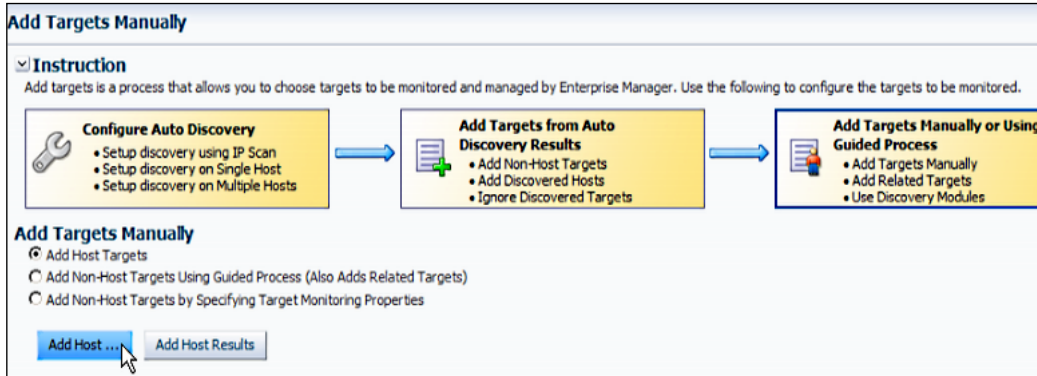 Add Targets Manually
Instruction
Add targets is a process that allows you to choose targets to be monitored and managed by Enterprise Manager. Use the following to configure the targets to be monitored.
Configure Auto Discovery
• Setup discovery using IP Scan
• Setup discovery on Single Host
• Setup discovery on Multiple Hosts
Add Targets from Auto
Discovery Results
• Add Non-Host Targets
• Add Discovered Hosts
• Ignore Discovered Targets
Add Targets Manually or Using
Guided Process
• Add Targets Manually
• Add Related Targets
• Use Discovery Modules
Add Targets Manually
Add Host Targets
Add Non-Host Targets Using Guided Process (Also Adds Related Targets)
Add Non-Host Targets by Specifying Target Monitoring Properties
Add Host ... Add Host Results